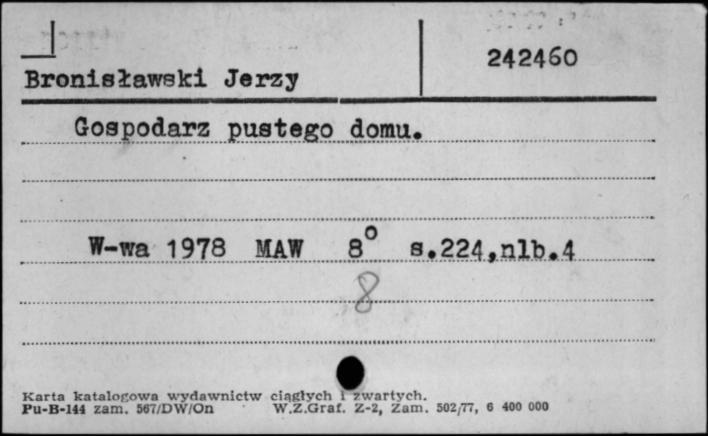 242460
Bronisławski Jerzy
Gospodarz pustego domu.
W-wa 1978 MAW 8° s.224,nlb.4
8
Karta katalogowa wydawnictw ciągłych i zwartych.
Pu-B-144 zam. 567/DW/On W.Z.Graf. Z-2, Zam. 502/77, 6 400 000